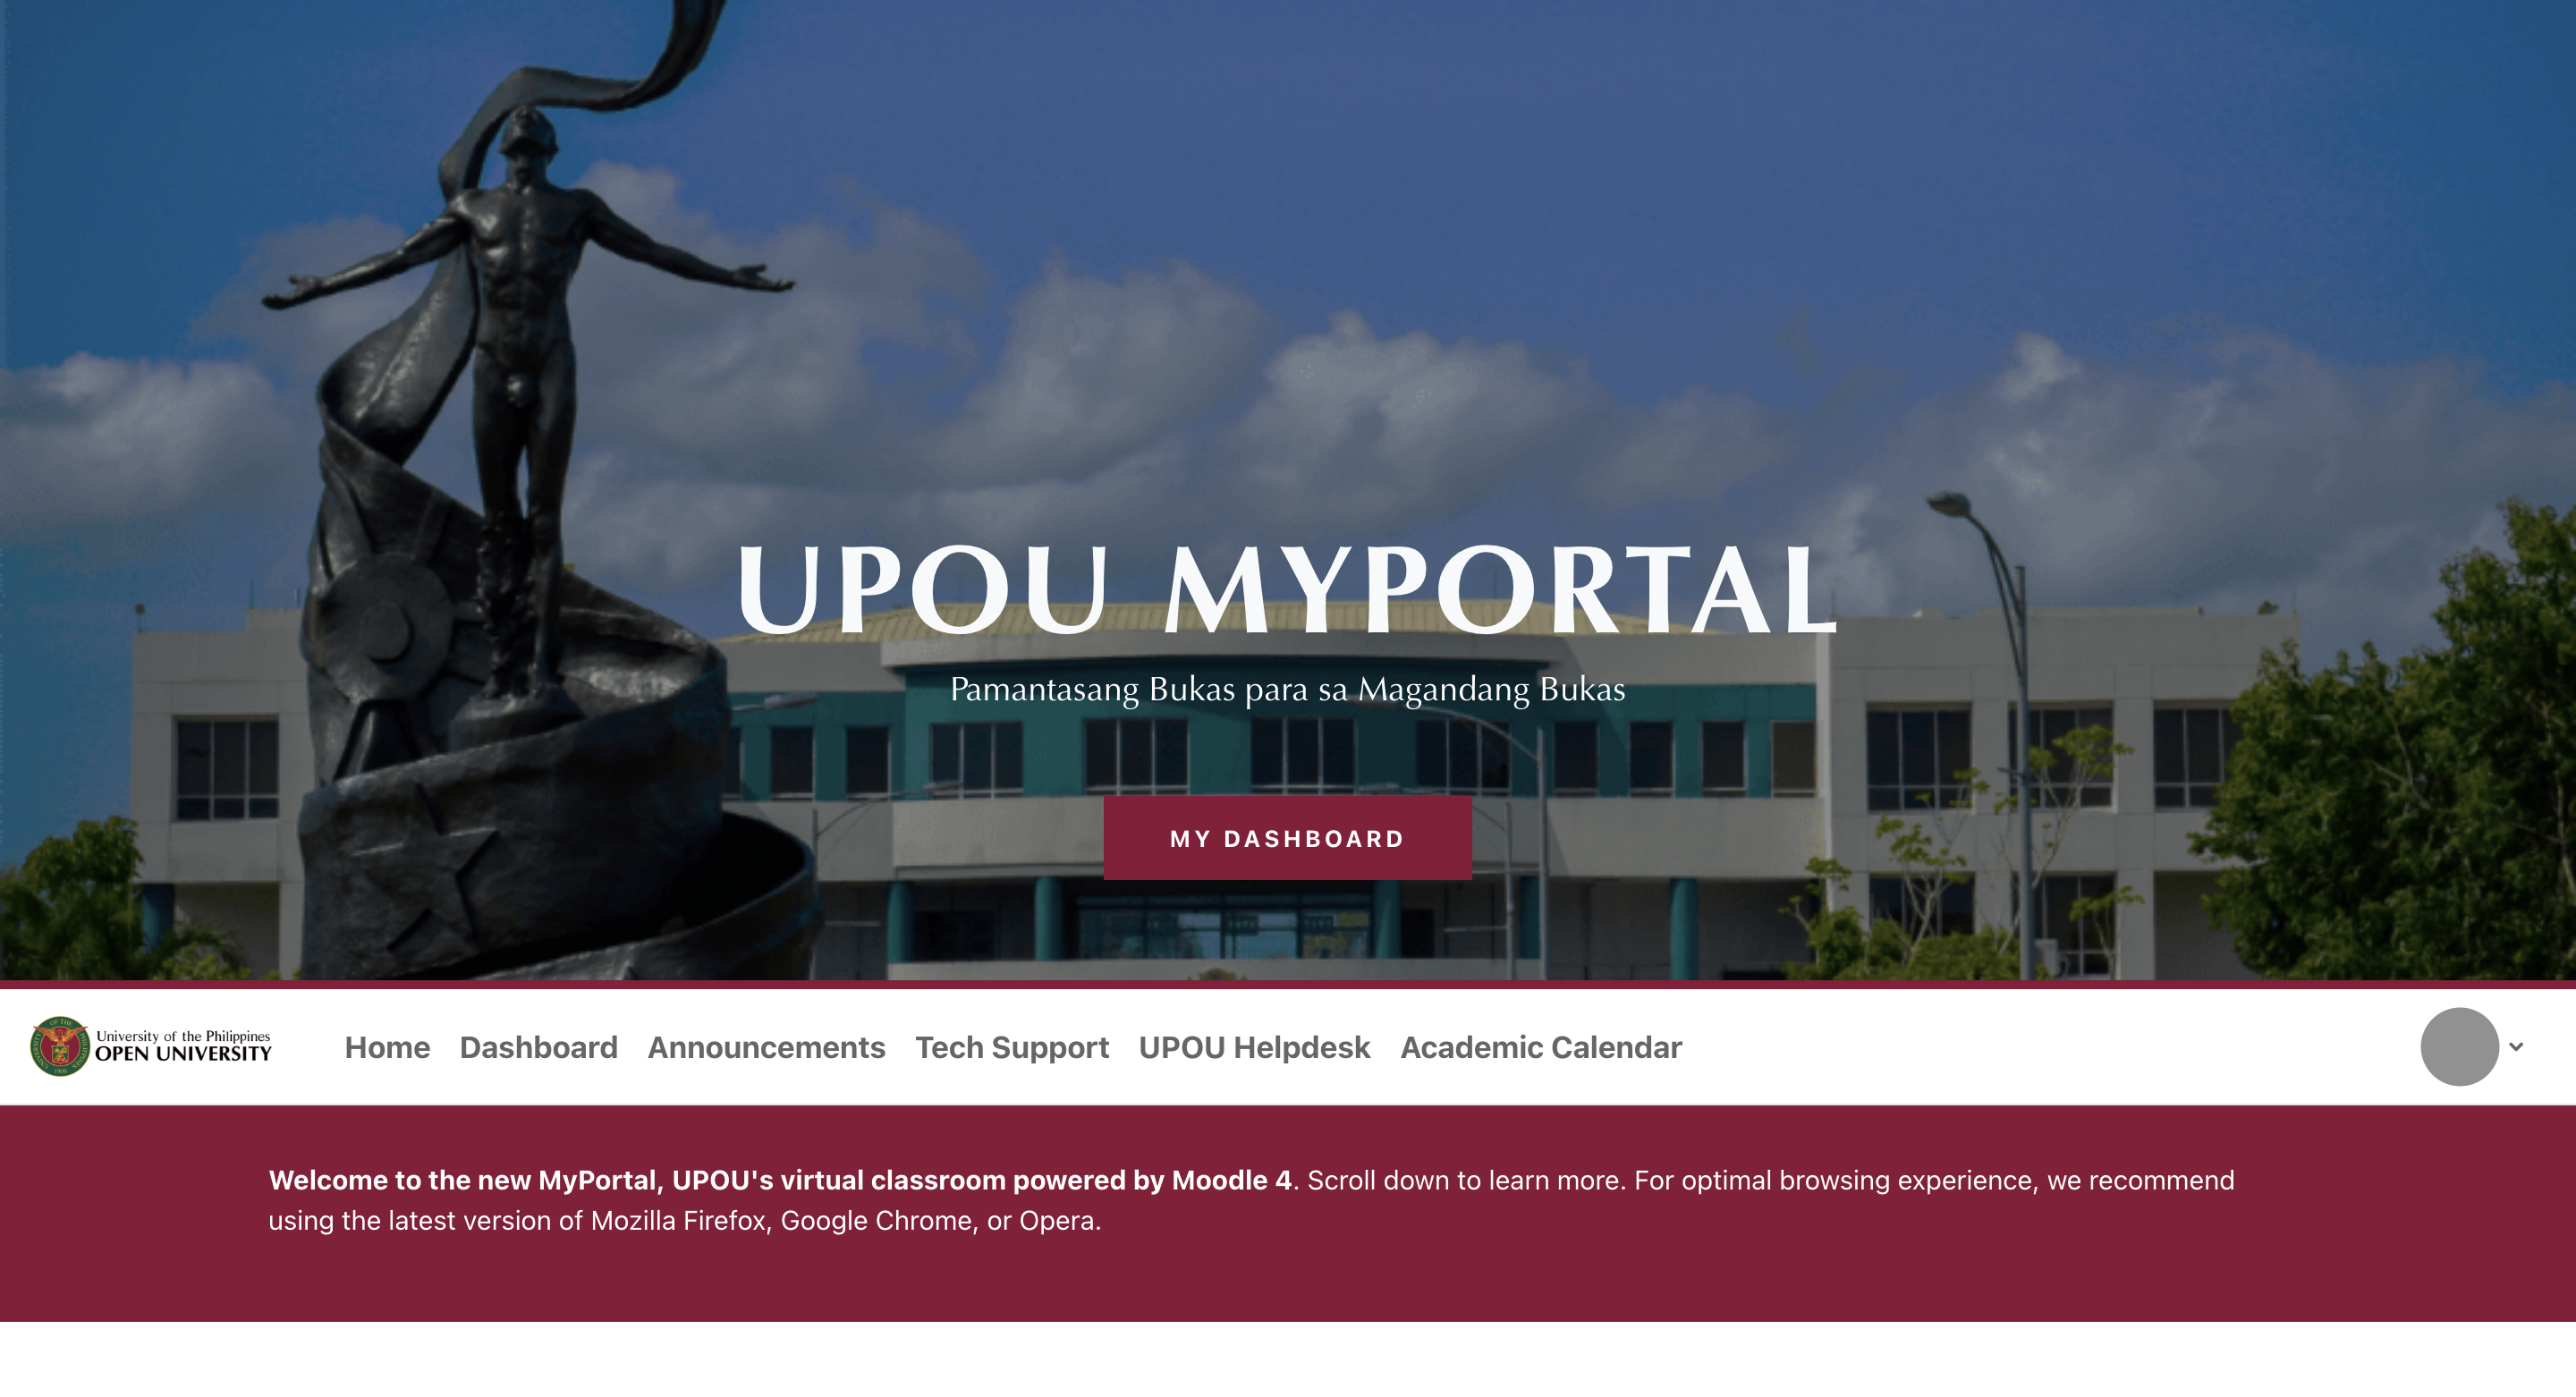 UPOU MYPORTAL
Pamantasang Bukas para sa Magandang Bukas
MY DASHBOARD
University of the Philippines
OPEN UNIVERSITY
Home Dashboard Announcements Tech Support UPOU Helpdesk Academic Calendar
Welcome to the new MyPortal, UPOU's virtual classroom powered by Moodle 4. Scroll down to learn more. For optimal browsing experience, we recommend
using the latest version of Mozilla Firefox, Google Chrome, or Opera.